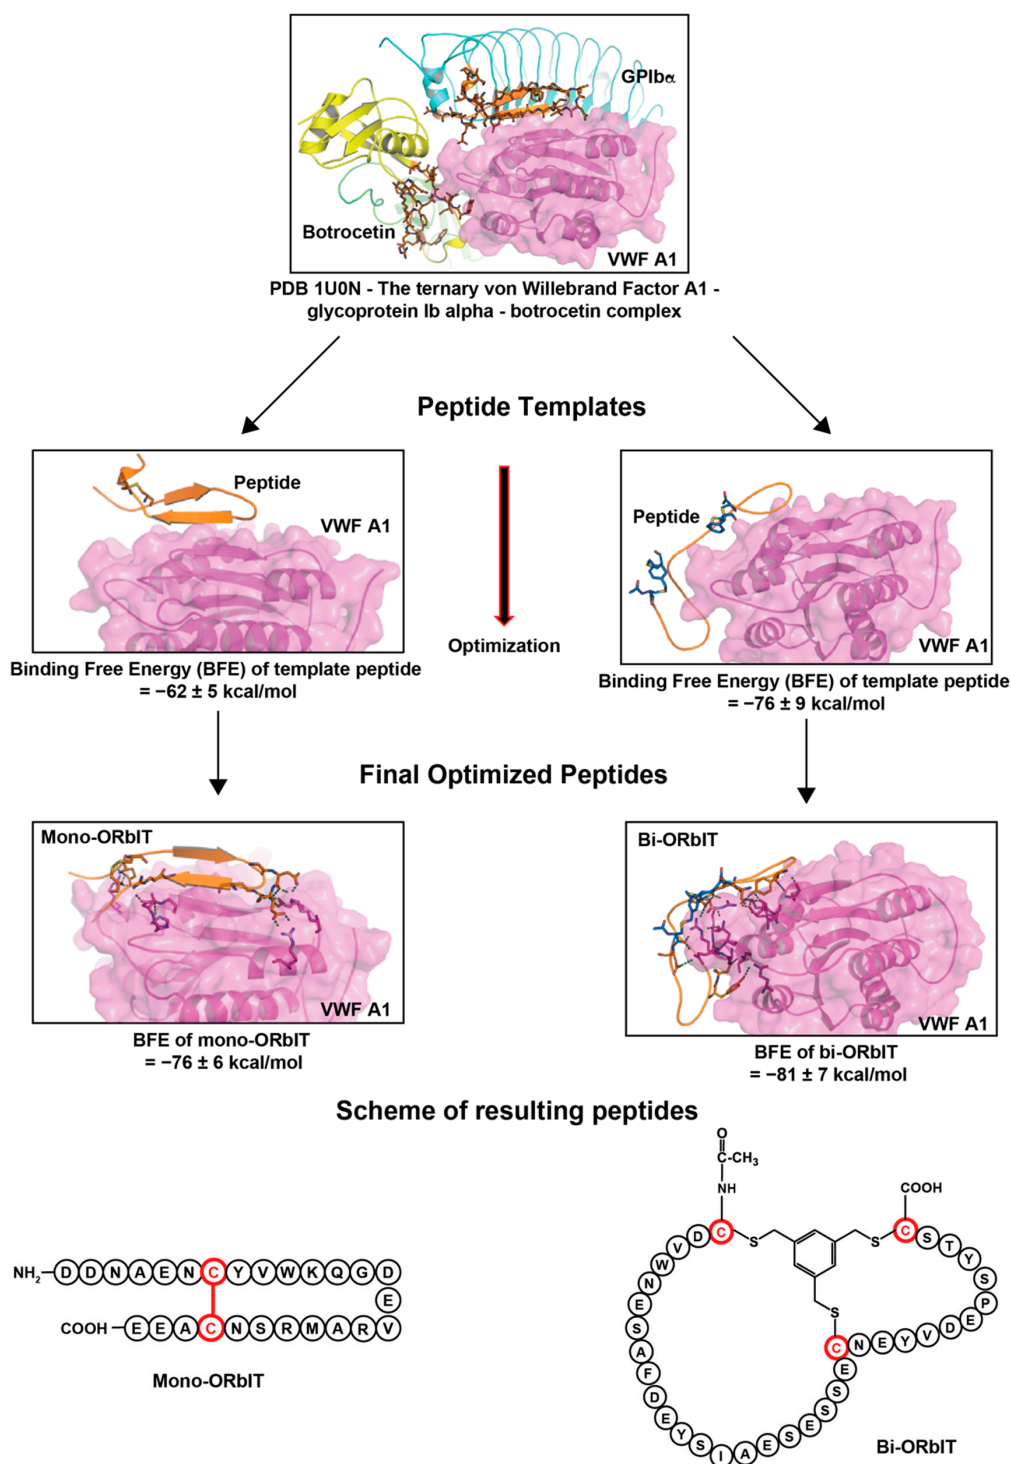 GPIbα
Botrocetin
VWF A1
PDB 1U0N - The ternary von Willebrand Factor A1 -
glycoprotein Ib alpha - botrocetin complex
Peptide Templates
Peptide
VWF A1
Peptide
VWF A1
Optimization
Binding Free Energy (BFE) of template peptide
= −62 ± 5 kcal/mol
Binding Free Energy (BFE) of template peptide
= −76 ± 9 kcal/mol
Final Optimized Peptides
Mono-ORbIT
VWF A1
Bi-ORbIT
VWF A1
BFE of mono-ORbIT
= −76 ± 6 kcal/mol
BFE of bi-ORbIT
= −81 ± 7 kcal/mol
Scheme of resulting peptides
NH2 D D N A E N C Y V W K Q G D
E
COOH E E A C N S R M A R V
Mono-ORbIT
O
C-CH3
NH
COOH
C S S C
S
C
D V W N E S A F D E Y S I A E S E S S E
N E Y V D E P S Y T S
Bi-ORbIT